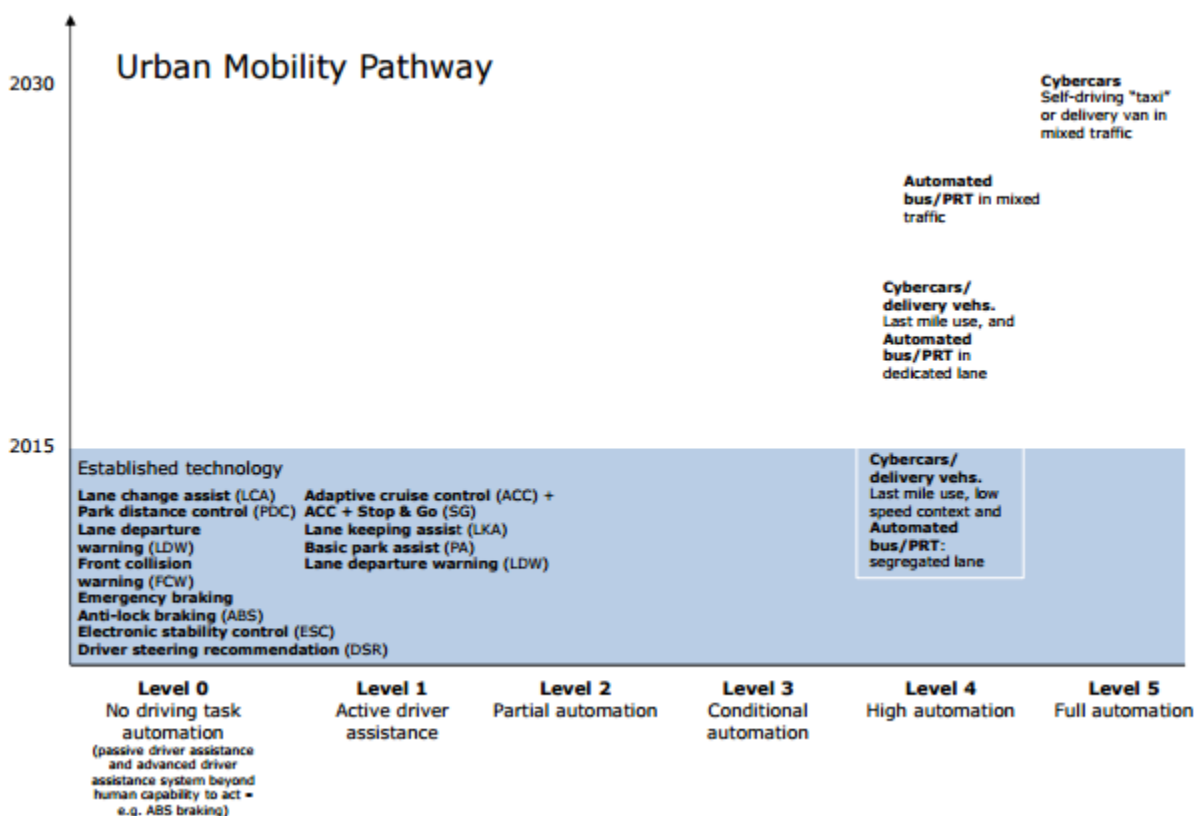 Urban Mobility Pathway
2030
Cybercars
Self-driving “taxi”
or delivery van in
mixed traffic
Automated
bus/PRT in mixed
traffic
Cybercars/
delivery vehs.
Last mile use, and
Automated
bus/PRT in
dedicated lane
2015
Established technology
Lane change assist (LCA)
Park distance control (PDC)
Lane departure
warning (LDW)
Front collision
warning (FCW)
Emergency braking
Anti-lock braking (ABS)
Electronic stability control (ESC)
Driver steering recommendation (DSR)
Adaptive cruise control (ACC) +
ACC + Stop & Go (SG)
Lane keeping assist (LKA)
Basic park assist (PA)
Lane departure warning (LDW)
Cybercars/
delivery vehs.
Last mile use, low
speed context and
Automated
bus/PRT:
segregated lane
Level 0
No driving task
automation
(passive driver assistance
and advanced driver
assistance system beyond
human capability to act =
e.g. ABS braking)
Level 1
Active driver
assistance
Level 2
Partial automation
Level 3
Conditional
automation
Level 4
High automation
Level 5
Full automation